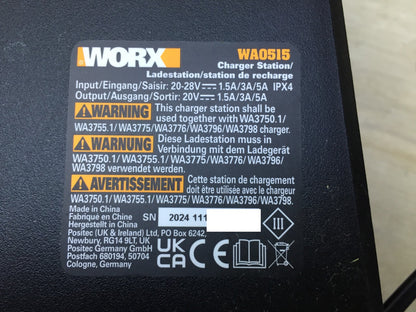 WORX WA0515
Charger Station/
Ladestation/station de recharge
Input/Eingang/Saisir: 20-28V 1.5A/3A/5A IPX4
Output/Ausgang/Sortir: 20V 1.5A/3A/5A
WARNING This charger station shall be
used together with WA3750.1/
WA3755.1/ WA3775/WA3776/WA3796/WA3798 charger.
WARNUNG Diese Ladestation muss in
Verbindung mit dem Ladegerät
WA3750.1/ WA3755.1/ WA3775/WA3776/WA3796/
WA3798 verwendet werden.
AVERTISSEMENT Cette station de chargement
doit être utilisée avec le chargeur
WA3750.1/ WA3755.1/ WA3775/ WA3776/ WA3796/ WA3798.
Made in China
Fabriqué en Chine
Hergestellt in China
SN 2024 111
Positec (UK & Ireland) Ltd. PO Box 6242,
Newbury, RG14 9LT, UK
Positec Germany GmbH
Postfach 680194, 50704
Cologne, Germany
UK
CA
CE
III